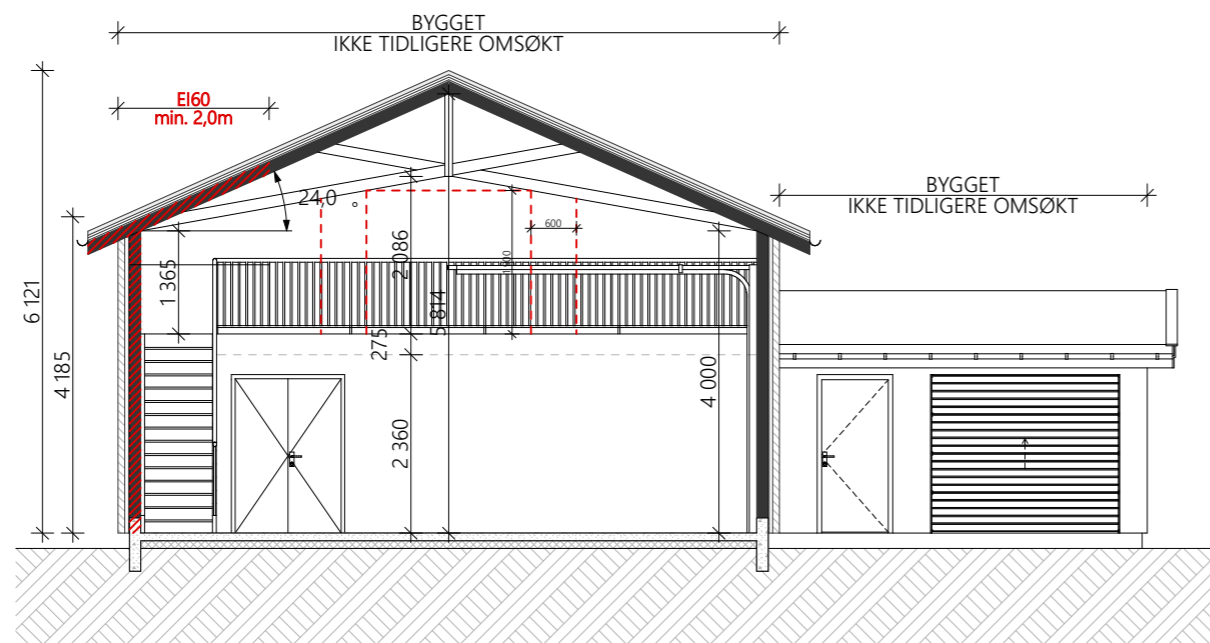 BYGGET
IKKE TIDLIGERE OMSØKT
EI60
min. 2,0m
24,0 °
BYGGET
IKKE TIDLIGERE OMSØKT
600
2 086
1 365
6 121
5 814
275
4 185
4 000
2 360